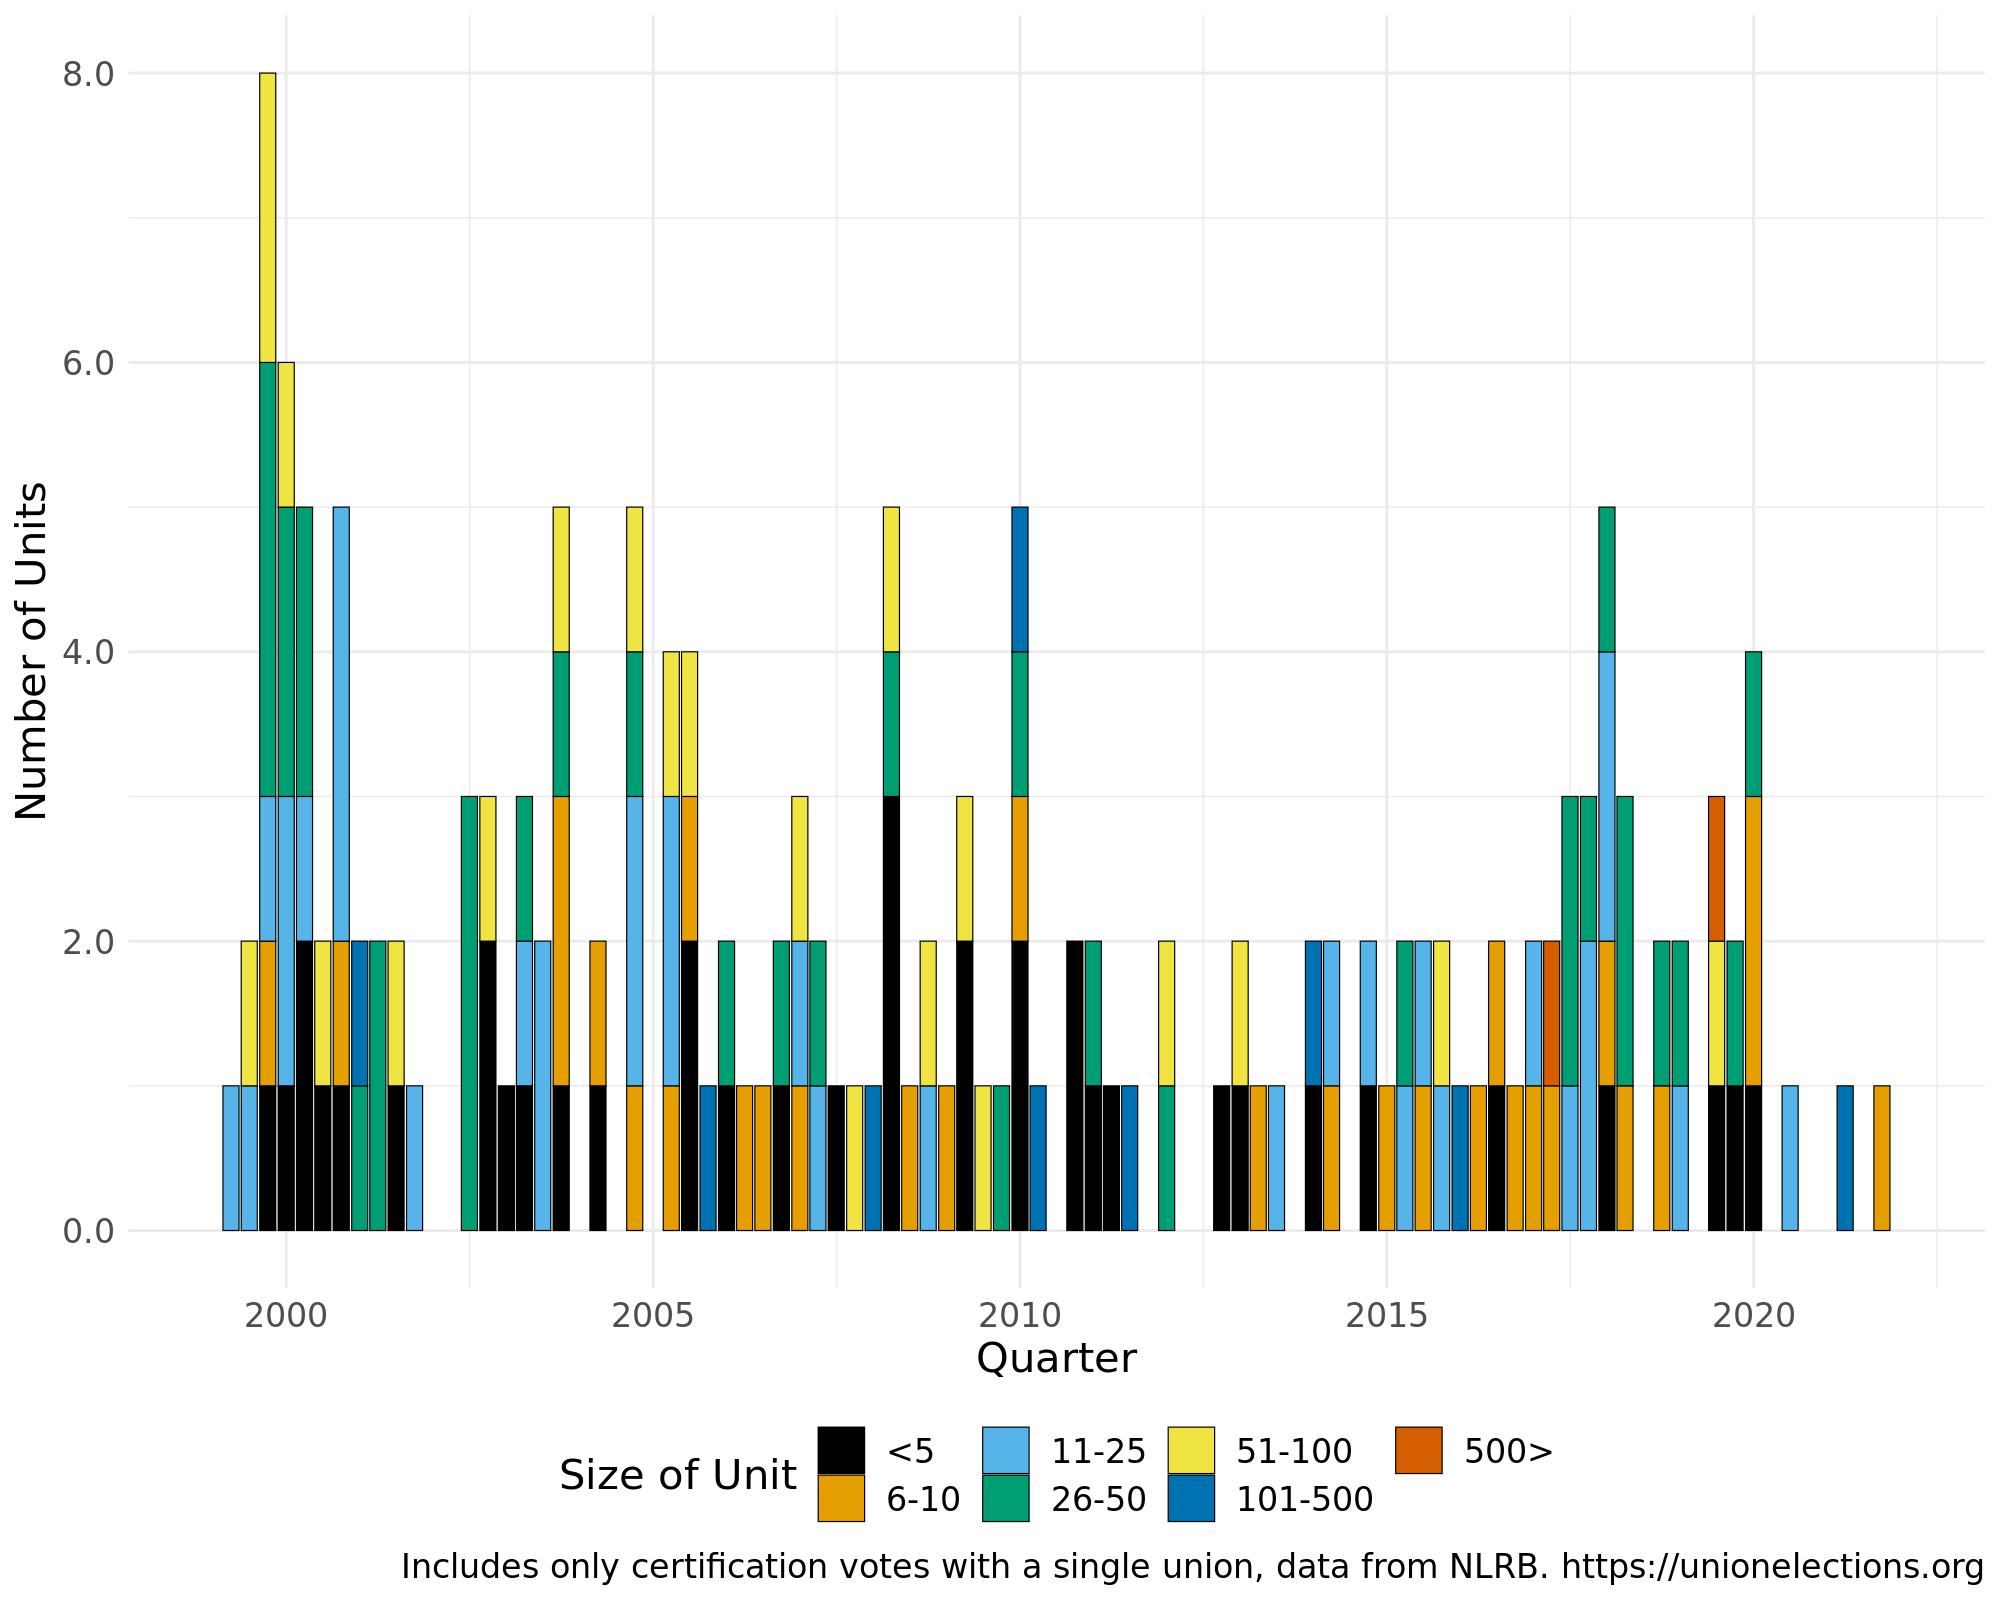 8.0
6.0
4.0
2.0
0.0
Number of Units
2000 2005 2010 2015 2020
Quarter
Size of Unit
<5 11-25 51-100 500>
6-10 26-50 101-500
Includes only certification votes with a single union, data from NLRB. https://unionelections.org